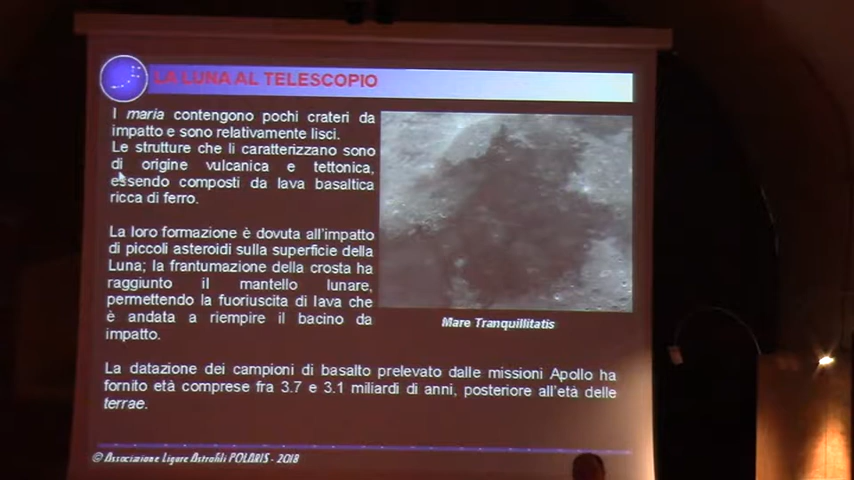 LA LUNA AL TELESCOPIO
I maria contengono pochi crateri da
impatto e sono relativamente lisci.
Le strutture che li caratterizzano sono
di origine vulcanica e tettonica,
essendo composti da lava basaltica
ricca di ferro.
La loro formazione è dovuta all'impatto
di piccoli asteroidi sulla superficie della
Luna; la frantumazione della crosta ha
raggiunto il mantello lunare,
permettendo la fuoriuscita di lava che
è andata a riempire il bacino da
impatto.
Mare Tranquillitatis
La datazione dei campioni di basalto prelevato dalle missioni Apollo ha
fornito età comprese fra 3.7 e 3.1 miliardi di anni, posteriore all'età delle
terrae.
© Associazione Ligure Astrofili POLARIS - 2018